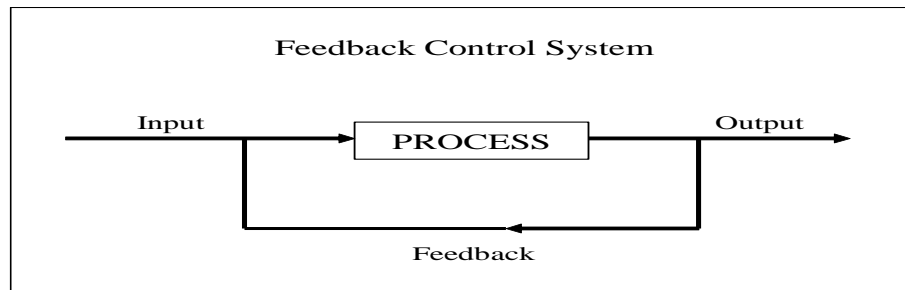 Feedback Control System
Input
PROCESS
Output
Feedback